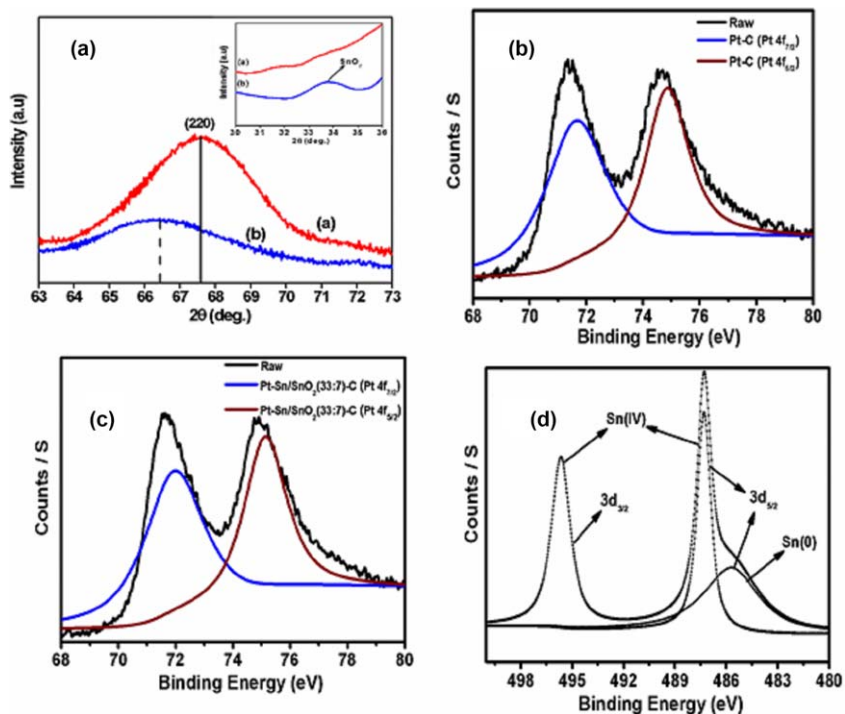 (a)
Intensity (a.u)
(a)
(b)
SnO2
30 31 32 33 34 35 36
2θ (deg.)
(220)
Intensity (a.u)
(b)
(a)
63 64 65 66 67 68 69 70 71 72 73
2θ (deg.)
(b)
Raw
Pt-C (Pt 4f7/2)
Pt-C (Pt 4f5/2)
Counts / S
68 70 72 74 76 78 80
Binding Energy (eV)
(c)
Raw
Pt-Sn/SnO2(33:7)-C (Pt 4f7/2)
Pt-Sn/SnO2(33:7)-C (Pt 4f5/2)
Counts / S
68 70 72 74 76 78 80
Binding Energy (eV)
(d)
Sn(IV)
3d3/2
3d5/2
Sn(0)
Counts / S
498 495 492 489 486 483 480
Binding Energy (eV)